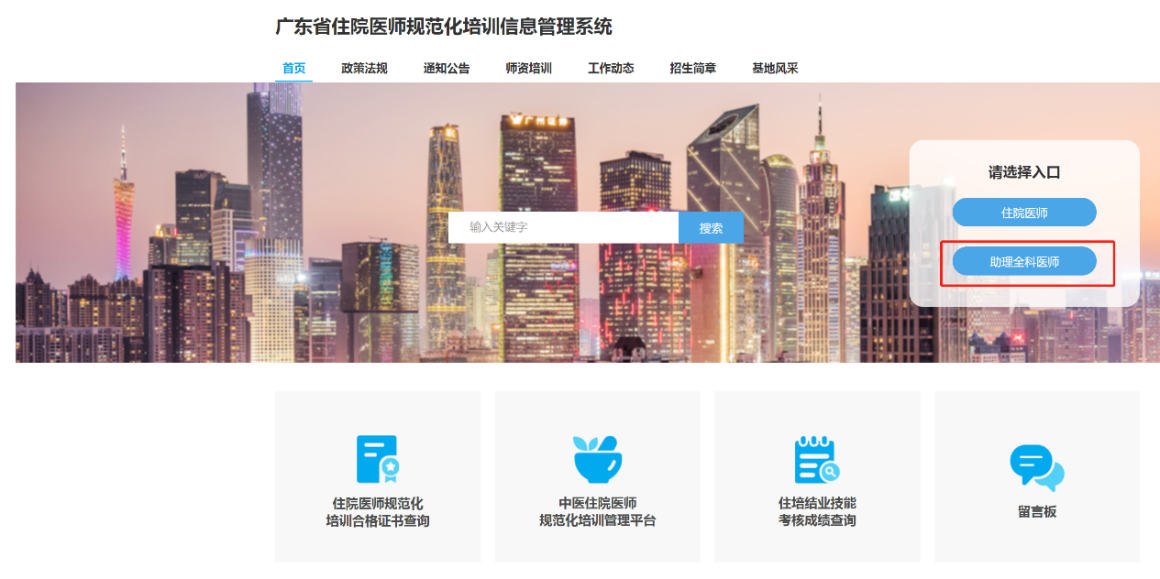 广东省住院医师规范化培训信息管理系统
首页 政策法规 通知公告 师资培训 工作动态 招生简章 基地风采
请选择入口
输入关键字 搜索
住院医师
助理全科医师
住院医师规范化
培训合格证书查询
中医住院医师
规范化培训管理平台
住培结业技能
考核成绩查询
留言板